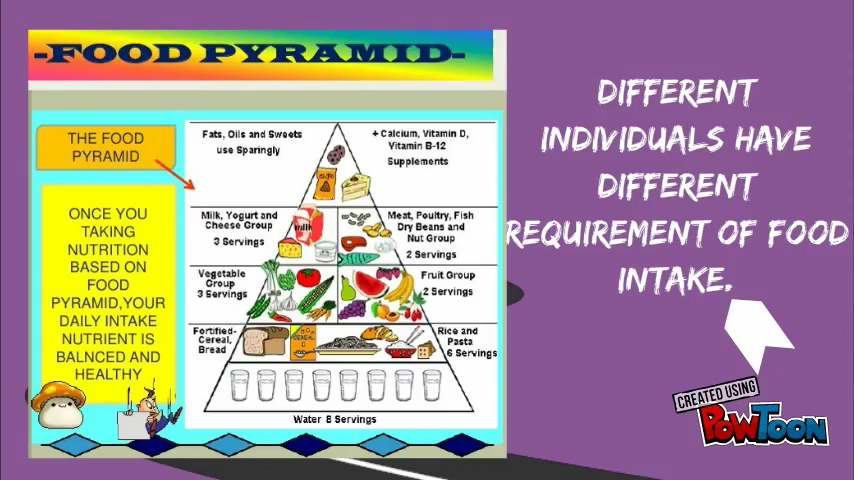 -FOOD PYRAMID-
THE FOOD
PYRAMID
ONCE YOU
TAKING
NUTRITION
BASED ON
FOOD
PYRAMID,YOUR
DAILY INTAKE
NUTRIENT IS
BALNCED AND
HEALTHY
Fats, Oils and Sweets
use Sparingly
+ Calcium, Vitamin D,
Vitamin B-12
Supplements
Milk, Yogurt and
Cheese Group
3 Servings
milk
Meat, Poultry, Fish
Dry Beans and
Nut Group
2 Servings
Vegetable
Group
3 Servings
Fruit Group
2 Servings
Fortified-
Cereal,
Bread
Rice and
Pasta
6 Servings
Water 8 Servings
DIFFERENT
INDIVIDUALS HAVE
DIFFERENT
REQUIREMENT OF FOOD
INTAKE.
CREATED USING
POWTOON